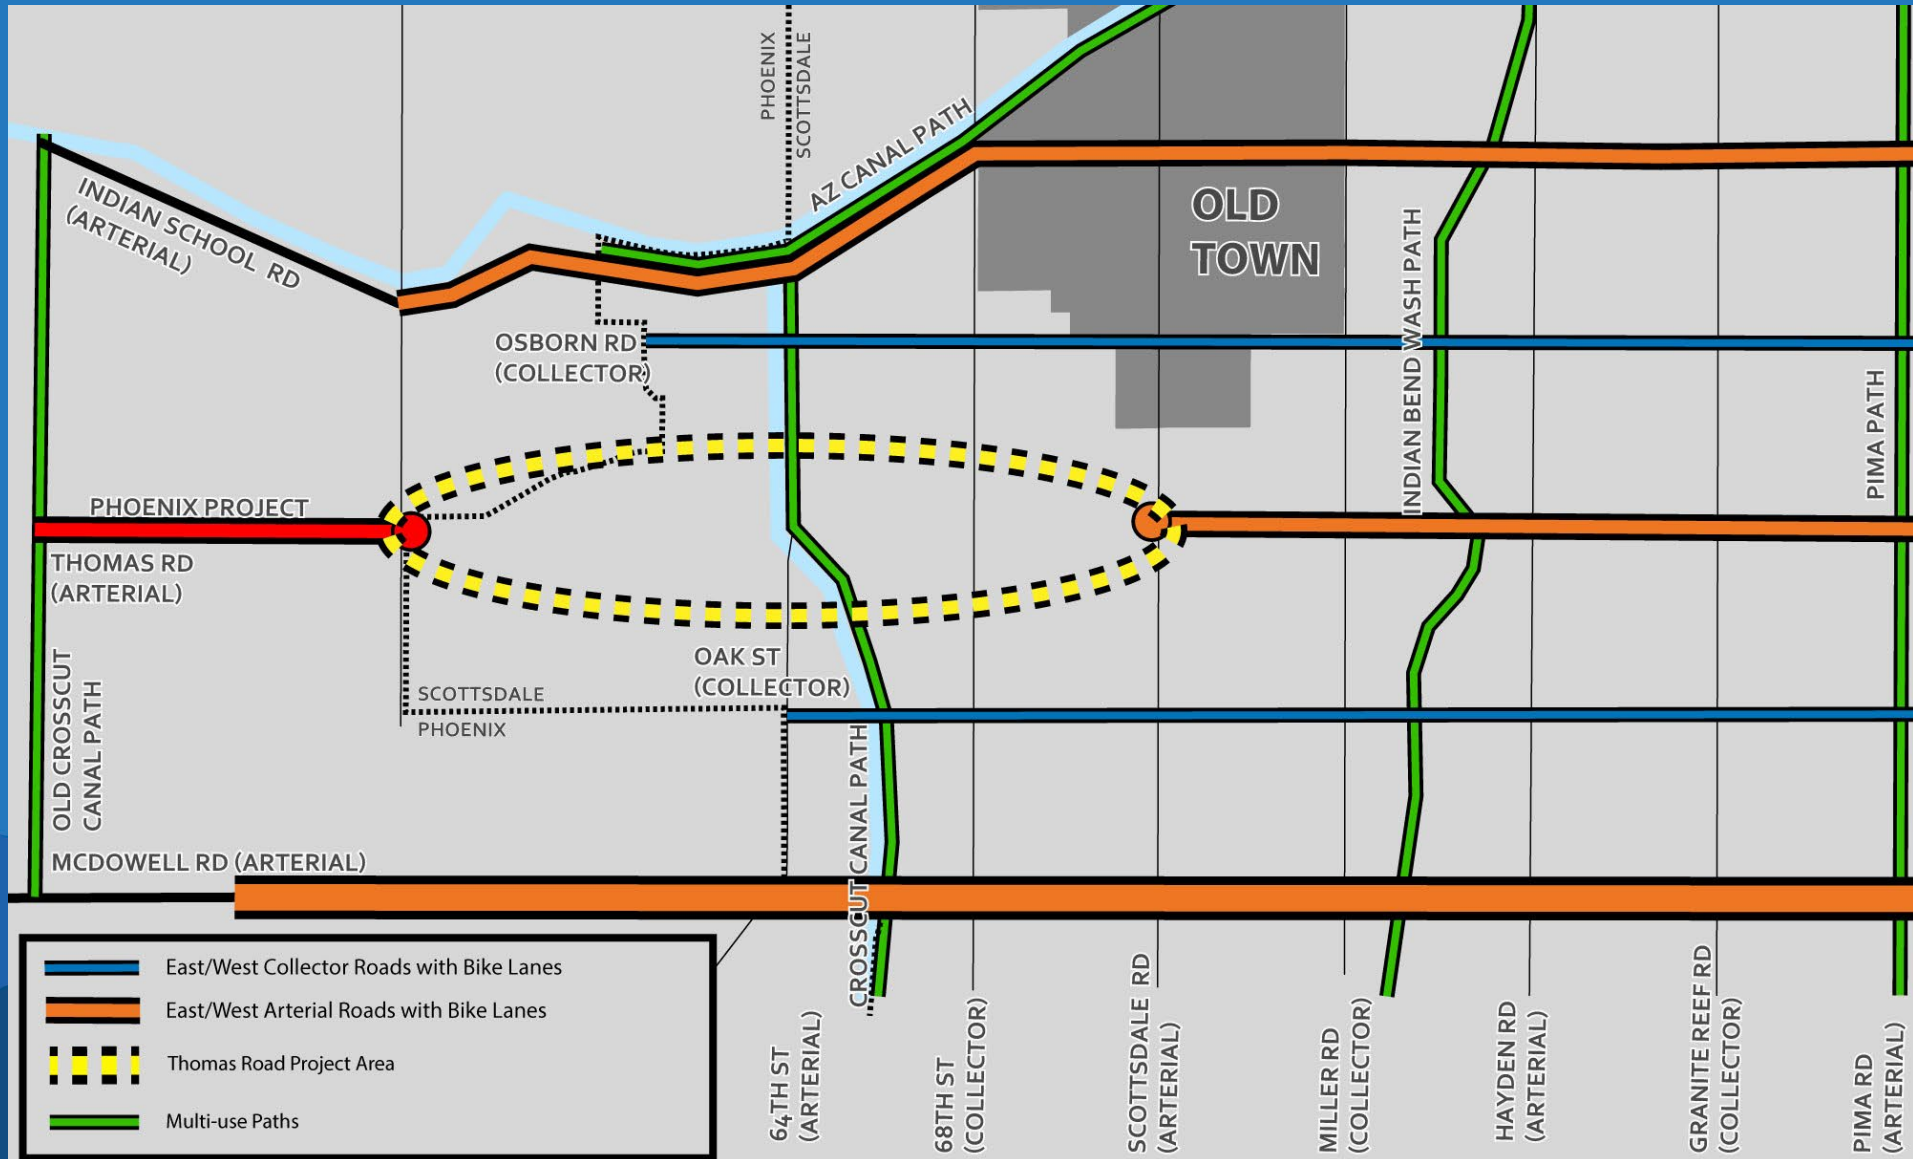 PHOENIX
SCOTTSDALE
AZ CANAL PATH
INDIAN SCHOOL RD
(ARTERIAL)
OLD
TOWN
INDIAN BEND WASH PATH
OSBORN RD
(COLLECTOR)
PIMA PATH
PHOENIX PROJECT
THOMAS RD
(ARTERIAL)
OLD CROSSCUT
CANAL PATH
OAK ST
(COLLECTOR)
SCOTTSDALE
PHOENIX
CROSSCUT CANAL PATH
MCDOWELL RD (ARTERIAL)
East/West Collector Roads with Bike Lanes
East/West Arterial Roads with Bike Lanes
Thomas Road Project Area
Multi-use Paths
64TH ST
(ARTERIAL)
68TH ST
(COLLECTOR)
SCOTTSDALE RD
(ARTERIAL)
MILLER RD
(COLLECTOR)
HAYDEN RD
(ARTERIAL)
GRANITE REEF RD
(COLLECTOR)
PIMA RD
(ARTERIAL)